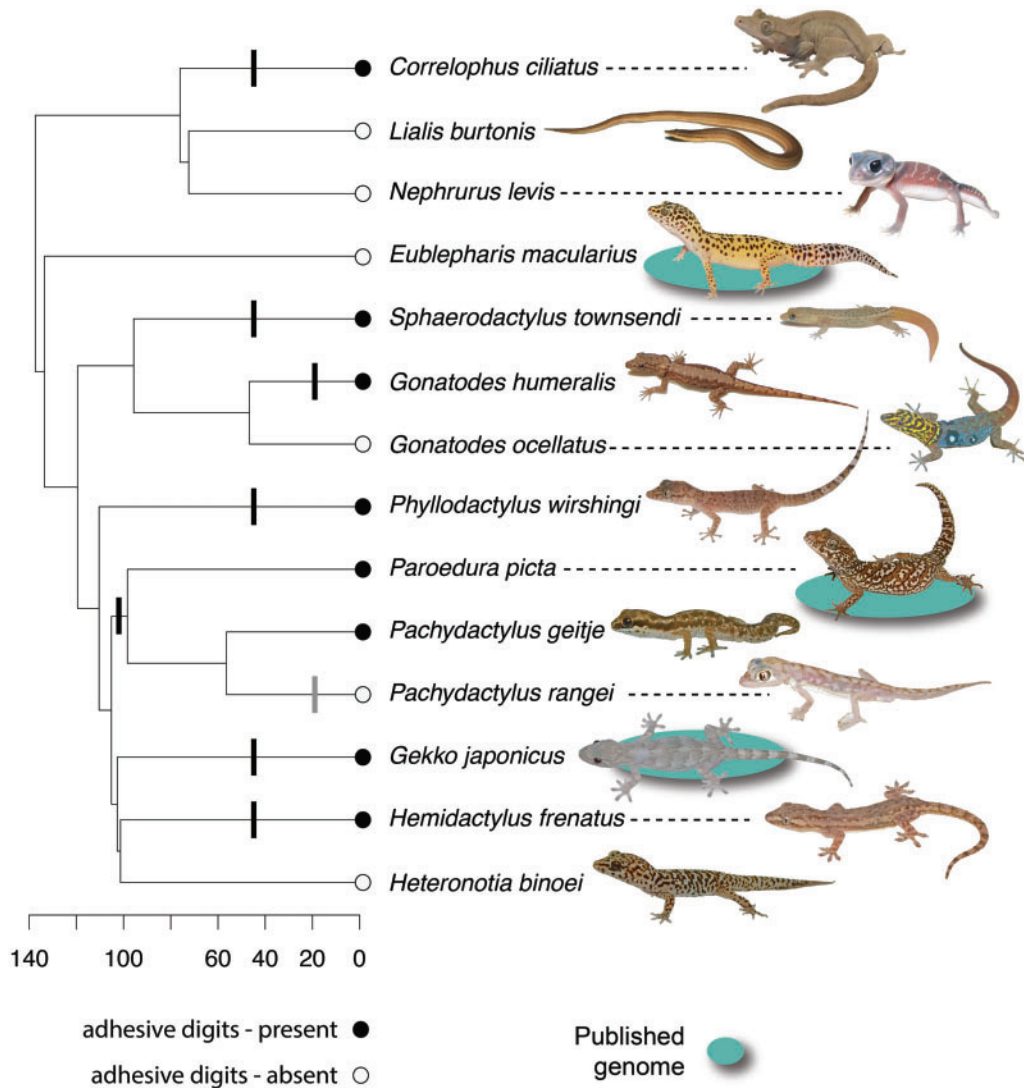 Correlophus ciliatus
Lialis burtonis
Nephrurus levis
Eublepharis macularius
Sphaerodactylus townsendi
Gonatodes humeralis
Gonatodes ocellatus
Phyllodactylus wirshingi
Paroedura picta
Pachydactylus geitje
Pachydactylus rangei
Gekko japonicus
Hemidactylus frenatus
Heteronotia binoei
140 100 60 40 20 0
adhesive digits - present
adhesive digits - absent
Published
genome